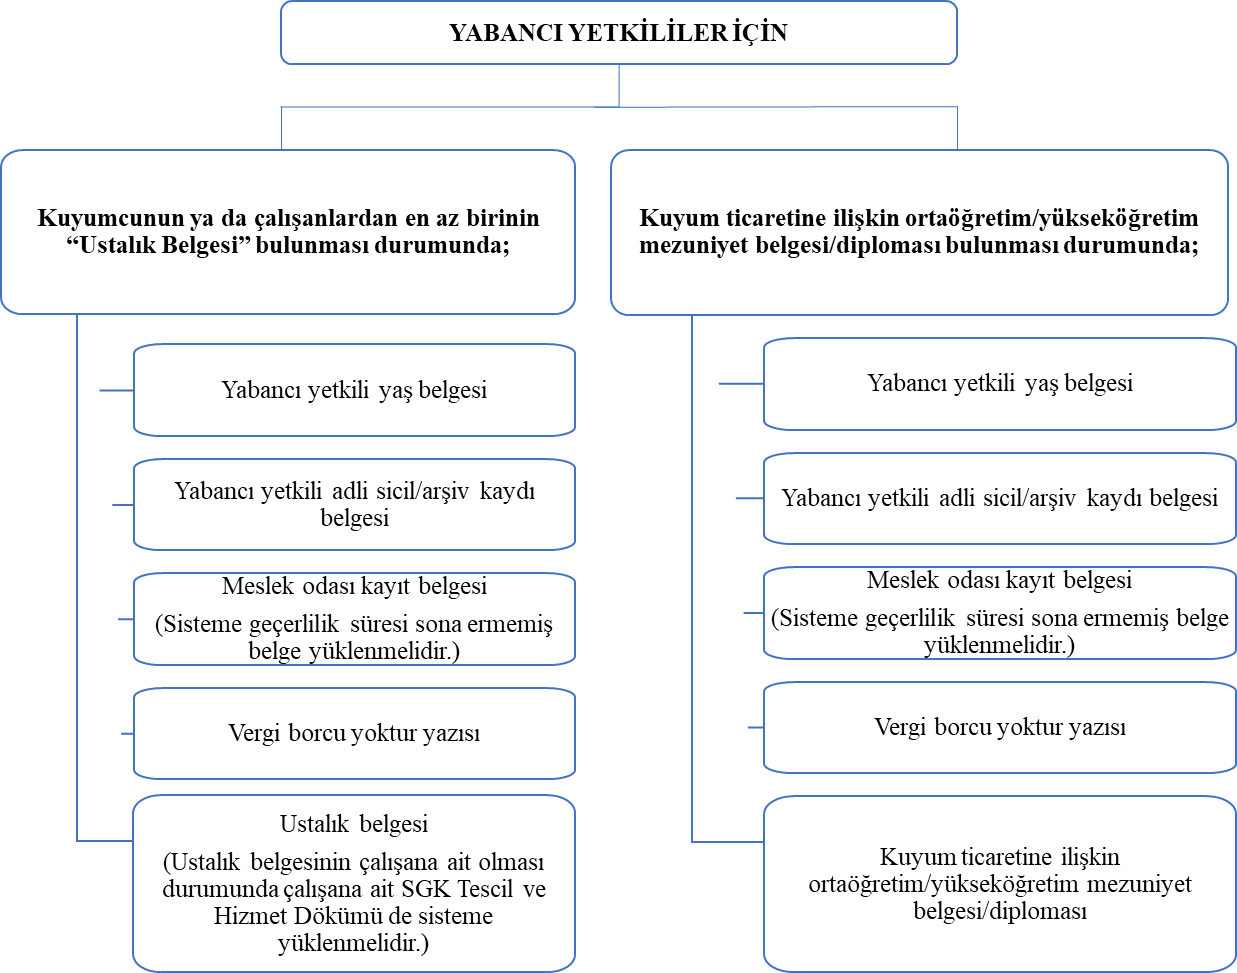 YABANCI YETKİLİLER İÇİN
Kuyumcunun ya da çalışanlardan en az birinin
“Ustalık Belgesi” bulunması durumunda;
Yabancı yetkili yaş belgesi
Yabancı yetkili adli sicil/arşiv kaydı
belgesi
Meslek odası kayıt belgesi
(Sisteme geçerlilik süresi sona ermemiş
belge yüklenmelidir.)
Vergi borcu yoktur yazısı
Ustalık belgesi
(Ustalık belgesinin çalışana ait olması
durumunda çalışana ait SGK Tescil ve
Hizmet Dökümü de sisteme
yüklenmelidir.)
Kuyum ticaretine ilişkin ortaöğretim/yükseköğretim
mezuniyet belgesi/diploması bulunması durumunda;
Yabancı yetkili yaş belgesi
Yabancı yetkili adli sicil/arşiv kaydı belgesi
Meslek odası kayıt belgesi
(Sisteme geçerlilik süresi sona ermemiş belge
yüklenmelidir.)
Vergi borcu yoktur yazısı
Kuyum ticaretine ilişkin
ortaöğretim/yükseköğretim mezuniyet
belgesi/diploması